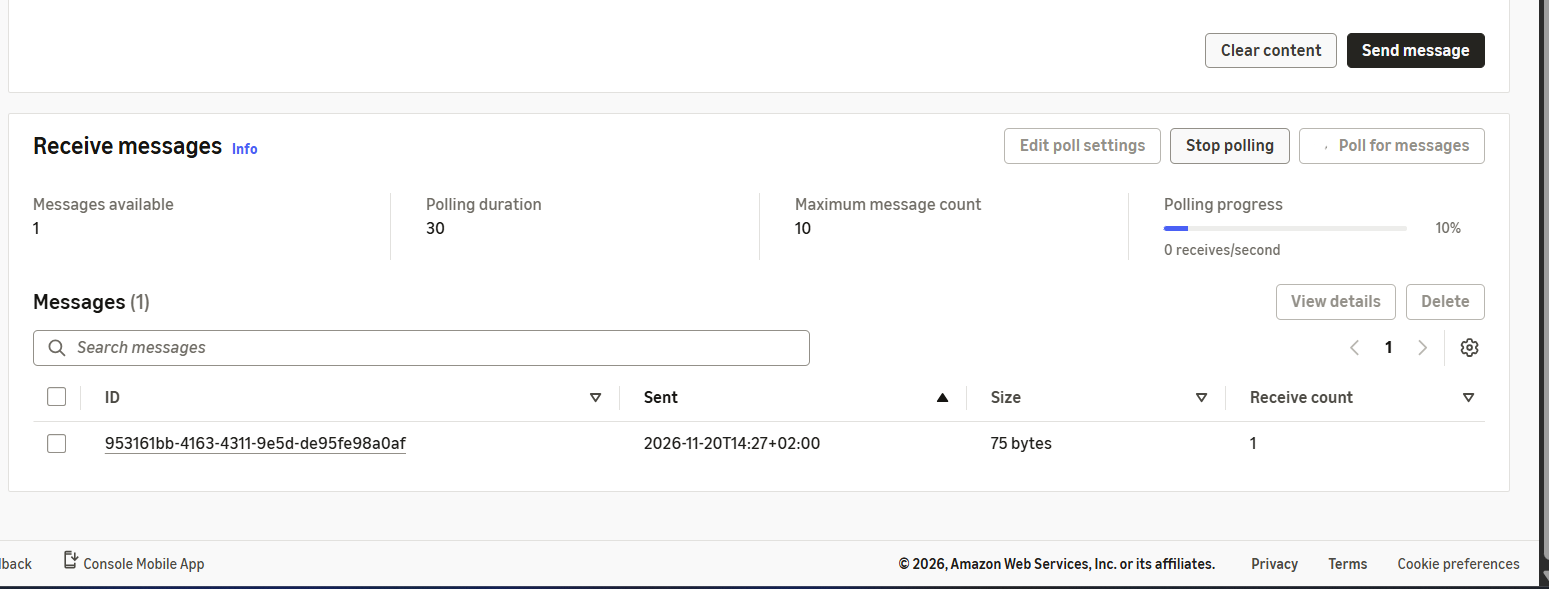 Clear content Send message
Receive messages Info Edit poll settings Stop polling Poll for messages
Messages available Polling duration Maximum message count Polling progress
1 30 10 10%
0 receives/second
Messages (1) View details Delete
Search messages 1
ID Sent Size Receive count
953161bb-4163-4311-9e5d-de95fe98a0af 2026-11-20T14:27+02:00 75 bytes 1
lback Console Mobile App © 2026, Amazon Web Services, Inc. or its affiliates. Privacy Terms Cookie preferences